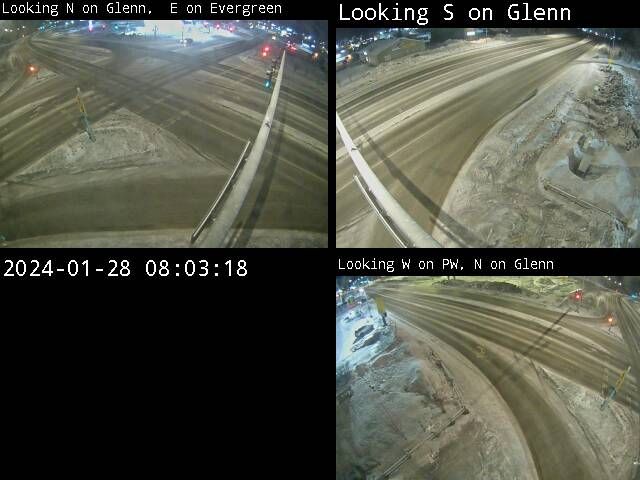 Looking N on Glenn, E on Evergreen
Looking S on Glenn
2024-01-28 08:03:18
Looking W on PW, N on Glenn